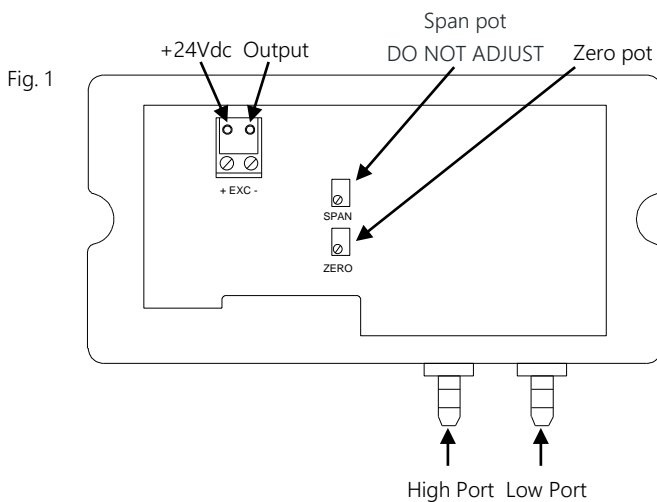 Span pot
+24Vdc Output
DO NOT ADJUST
Zero pot
Fig. 1
+ EXC -
SPAN
ZERO
High Port Low Port